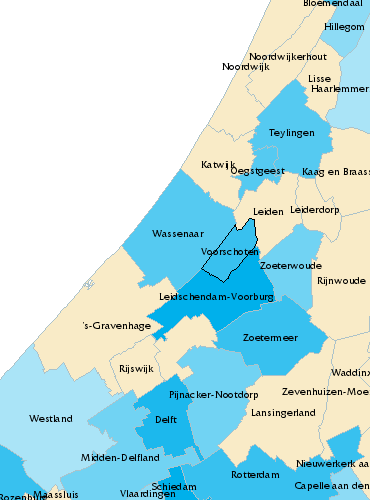 Bloemendaal
Hillegom
Noordwijkerhout
Noordwijk
Lisse
Haarlemmer
Teylingen
Katwijk
Oegstgeest
Kaag en Braass
Leiden
Leiderdorp
Wassenaar
Voorschoten
Zoeterwoude
Rijnwoude
Leidschendam-Voorburg
's-Gravenhage
Zoetermeer
Rijswijk
Waddinx
Pijnacker-Nootdorp
Zevenhuizen-Moe
Westland
Delft
Lansingerland
Midden-Delfland
Nieuwerkerk aa
Rotterdam
Rozenburg
Maassluis
Vlaardingen
Schiedam
Capelle aan den